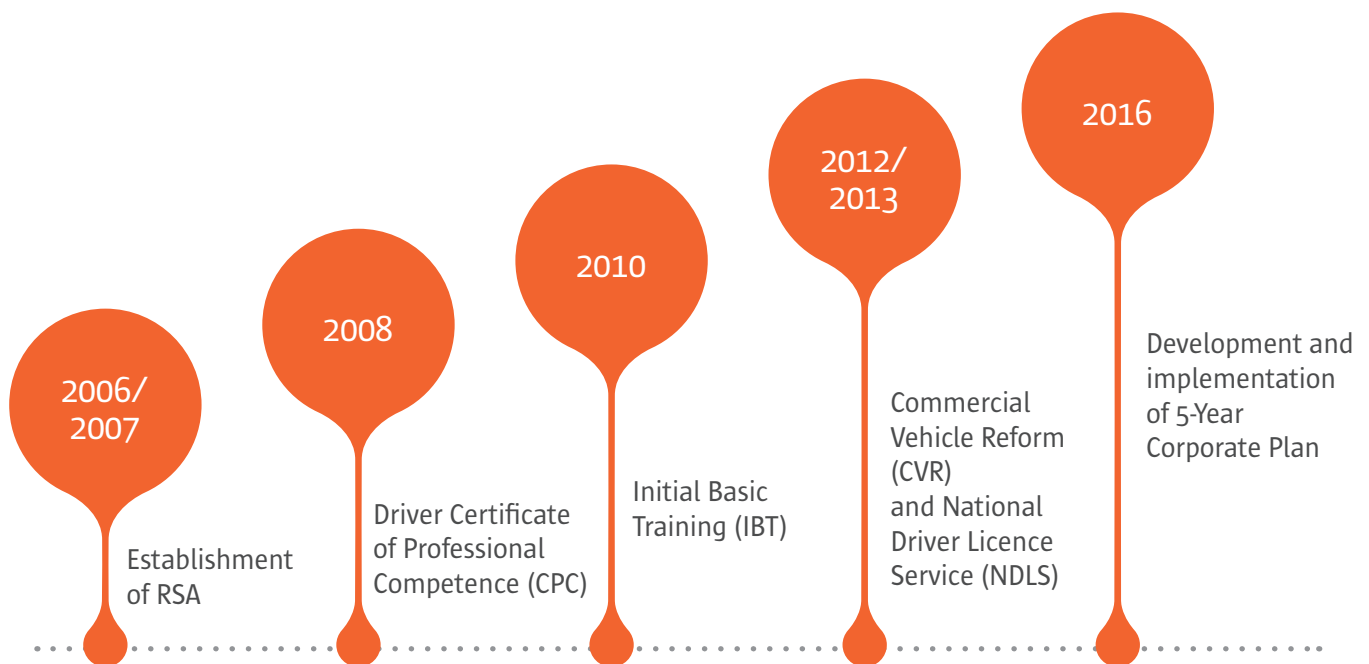 2006/
2007
Establishment
of RSA
2008
Driver Certificate
of Professional
Competence (CPC)
2010
Initial Basic
Training (IBT)
2012/
2013
Commercial
Vehicle Reform
(CVR)
and National
Driver Licence
Service (NDLS)
2016
Development and
implementation
of 5-Year
Corporate Plan